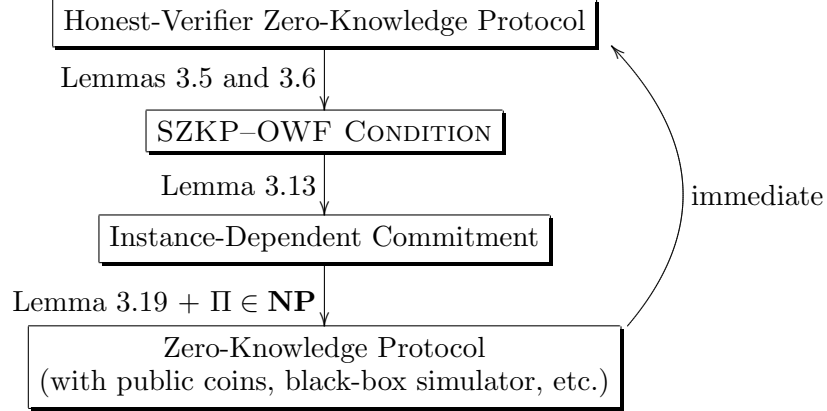 Honest-Verifier Zero-Knowledge Protocol
Lemmas 3.5 and 3.6
SZKP–OWF CONDITION
Lemma 3.13
immediate
Instance-Dependent Commitment
Lemma 3.19 + Π ∈ NP
Zero-Knowledge Protocol
(with public coins, black-box simulator, etc.)